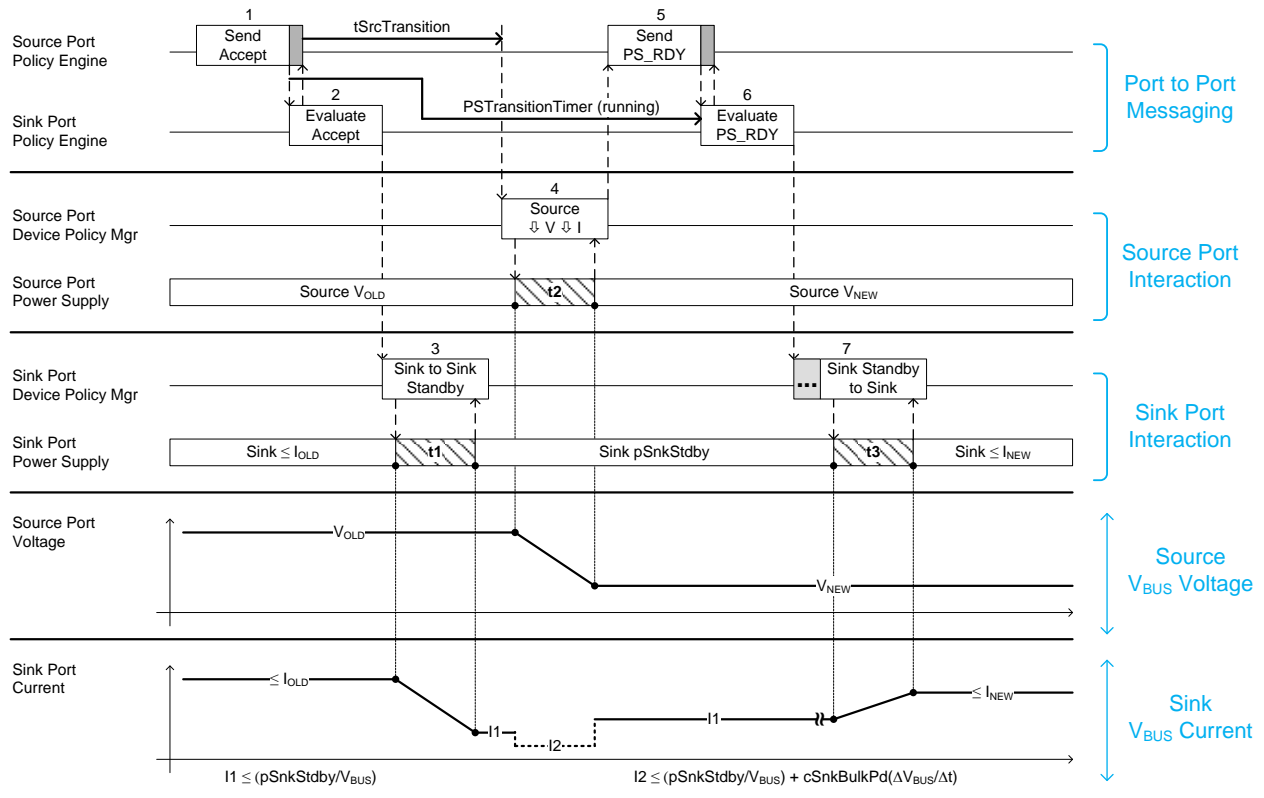 1
Send
Accept
tSrcTransition
5
Send
PS_RDY
Source Port
Policy Engine
Port to Port
Messaging
2
Evaluate
Accept
PSTransitionTimer (running)
6
Evaluate
PS_RDY
Sink Port
Policy Engine
4
Source
⇩ V ⇩ I
Source Port
Device Policy Mgr
Source Port
Interaction
Source Port
Power Supply
Source VOLD
t2
Source VNEW
3
Sink to Sink
Standby
7
... Sink Standby
to Sink
Sink Port
Device Policy Mgr
Sink Port
Interaction
Sink Port
Power Supply
Sink ≤ IOLD
t1
Sink pSnkStdby
t3
Sink ≤ INEW
Source Port
Voltage
VOLD
VNEW
Source
VBUS Voltage
Sink Port
Current
≤ IOLD
I1
I2
I1
≤ INEW
Sink
VBUS Current
I1 ≤ (pSnkStdby/VBUS)
I2 ≤ (pSnkStdby/VBUS) + cSnkBulkPd(ΔVBUS/Δt)